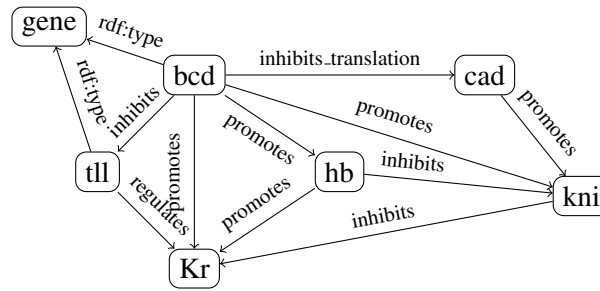 gene
rdf:type
bcd
inhibits_translation
cad
rdf:type
inhibits
promotes
promotes
promotes
promotes
tll
hb
inhibits
kni
regulates
promotes
inhibits
Kr